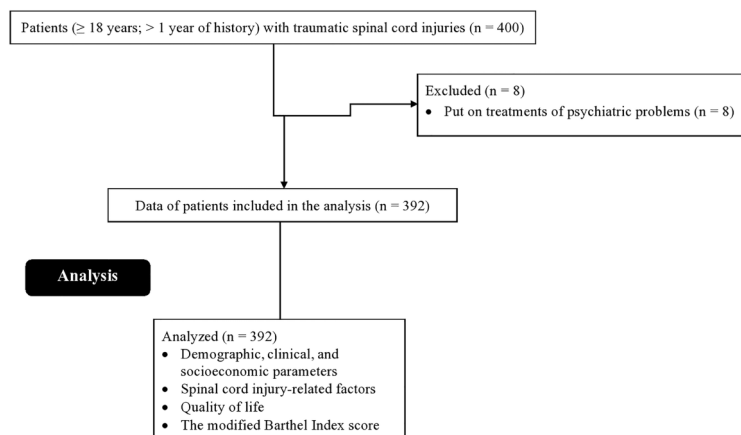 Patients (≥ 18 years; > 1 year of history) with traumatic spinal cord injuries (n = 400)
Excluded (n = 8)
• Put on treatments of psychiatric problems (n = 8)
Data of patients included in the analysis (n = 392)
Analysis
Analyzed (n = 392)
• Demographic, clinical, and
socioeconomic parameters
• Spinal cord injury-related factors
• Quality of life
• The modified Barthel Index score